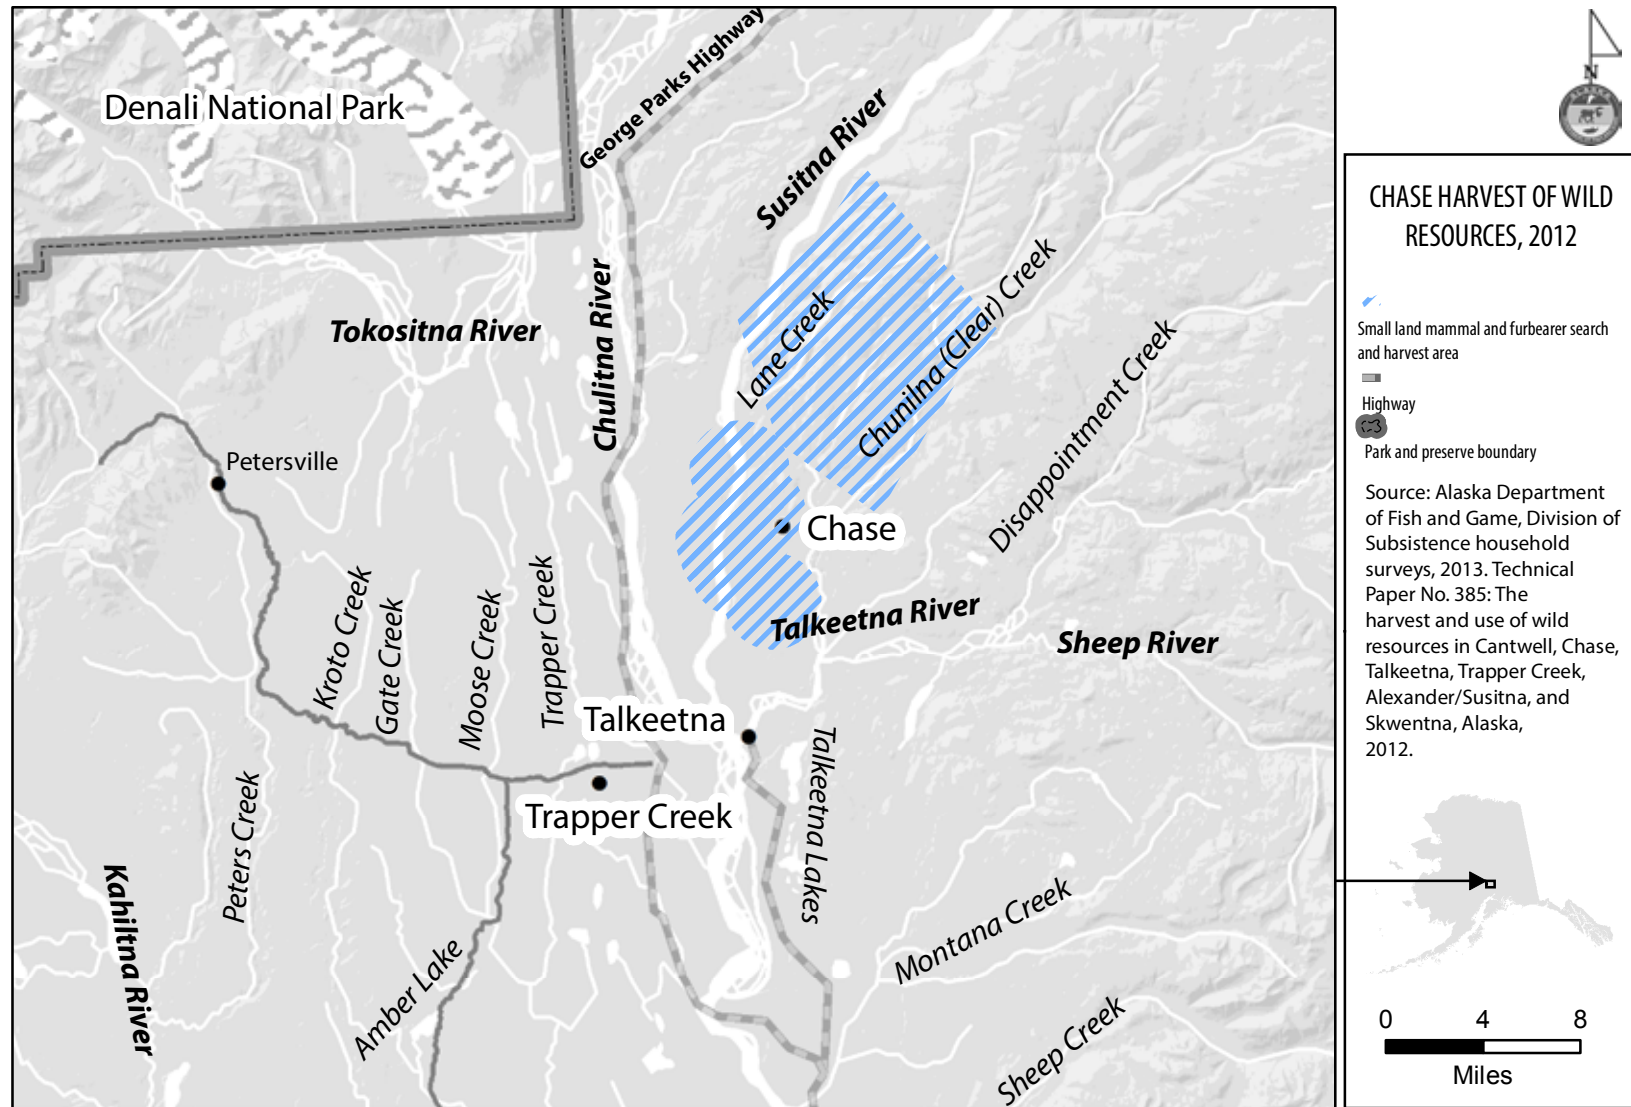 Denali National Park
George Parks Highway
Susitna River
Tokositna River
Chulitna River
Lane Creek
Chunilna (Clear) Creek
Disappointment Creek
Petersville
Chase
Kroto Creek
Gate Creek
Moose Creek
Trapper Creek
Talkeetna River
Sheep River
Talkeetna
Trapper Creek
Talkeetna Lakes
Peters Creek
Kahiltna River
Amber Lake
Montana Creek
Sheep Creek
N
ALASKA
CHASE HARVEST OF WILD
RESOURCES, 2012
Small land mammal and furbearer search
and harvest area
Highway
Park and preserve boundary
Source: Alaska Department
of Fish and Game, Division of
Subsistence household
surveys, 2013. Technical
Paper No. 385: The
harvest and use of wild
resources in Cantwell, Chase,
Talkeetna, Trapper Creek,
Alexander/Susitna, and
Skwentna, Alaska,
2012.
0 4 8
Miles